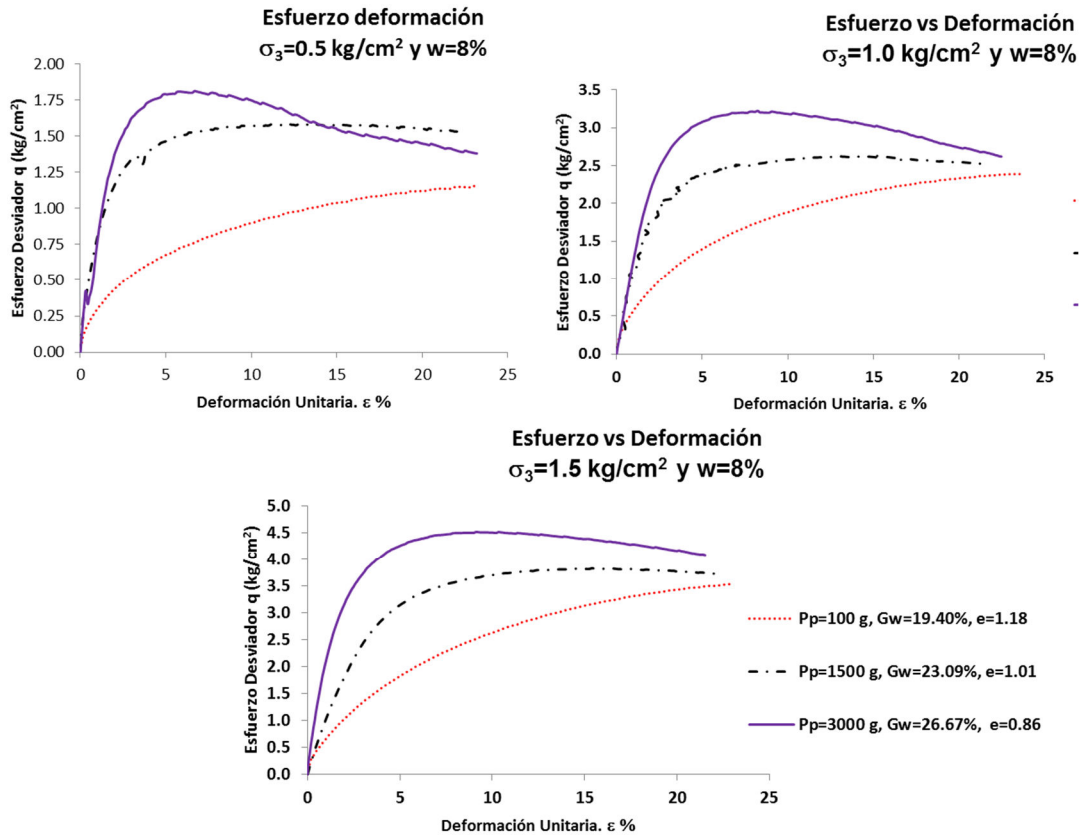 Esfuerzo deformación
σ3=0.5 kg/cm² y w=8%
Esfuerzo Desviador q (kg/cm²)
2.00
1.75
1.50
1.25
1.00
0.75
0.50
0.25
0.00
0 5 10 15 20 25
Deformación Unitaria. ε %
Esfuerzo vs Deformación
σ3=1.0 kg/cm² y w=8%
Esfuerzo Desviador q (kg/cm²)
3.5
3.0
2.5
2.0
1.5
1.0
0.5
0.0
0 5 10 15 20 25
Deformación Unitaria. ε %
Esfuerzo vs Deformación
σ3=1.5 kg/cm² y w=8%
Esfuerzo Desviador q (kg/cm²)
5.0
4.5
4.0
3.5
3.0
2.5
2.0
1.5
1.0
0.5
0.0
0 5 10 15 20 25
Deformación Unitaria. ε %
Pp=100 g, Gw=19.40%, e=1.18
Pp=1500 g, Gw=23.09%, e=1.01
Pp=3000 g, Gw=26.67%, e=0.86